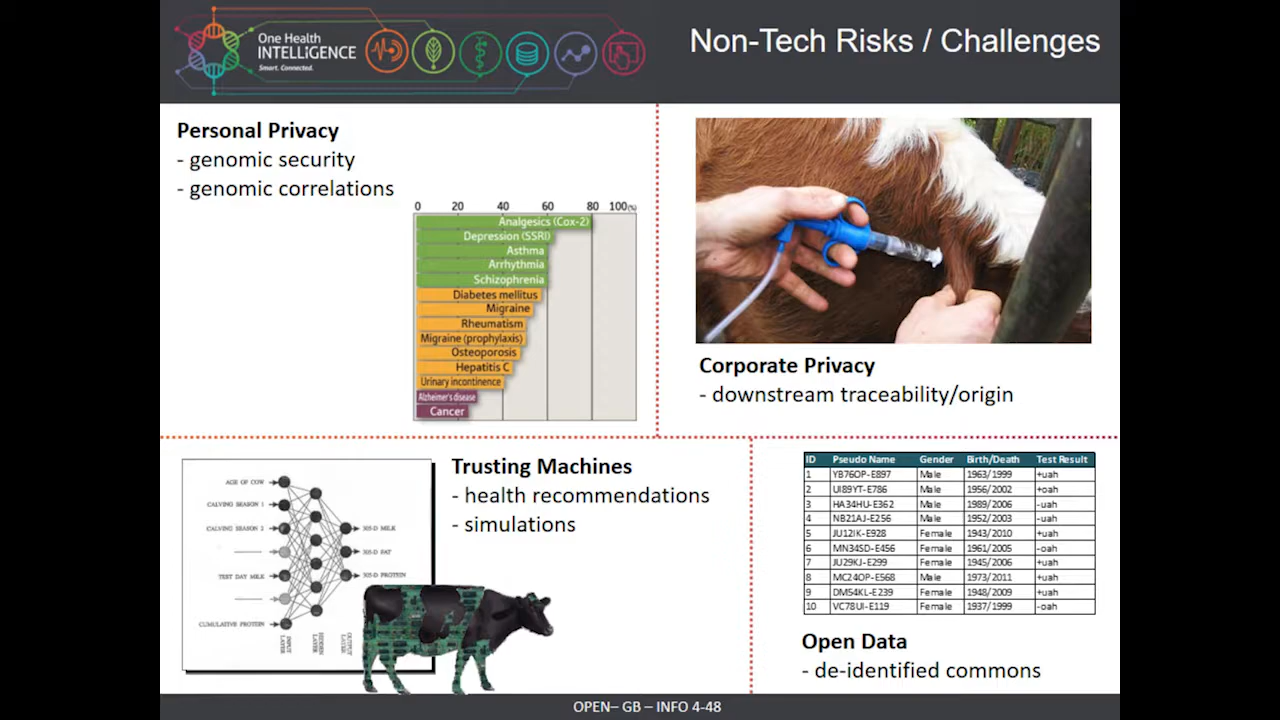 One Health
INTELLIGENCE
Smart. Connected.
Non-Tech Risks / Challenges
Personal Privacy
- genomic security
- genomic correlations
0 20 40 60 80 100(%)
Analgesics (Cox-2)
Depression (SSRI)
Asthma
Arrhythmia
Schizophrenia
Diabetes mellitus
Migraine
Rheumatism
Migraine (prophylaxis)
Osteoporosis
Hepatitis C
Urinary incontinence
Alzheimer's disease
Cancer
Corporate Privacy
- downstream traceability/origin
AGE OF COW
CALVING SEASON 1
CALVING SEASON 2
TEST DAY MILK
CUMULATIVE PROTEIN
305-D MILK
305-D FAT
305-D PROTEIN
INPUT LAYER
HIDDEN LAYER
OUTPUT LAYER
Trusting Machines
- health recommendations
- simulations
ID Pseudo Name Gender Birth/Death Test Result
1 YB76OP-E897 Male 1963/1999 +uah
2 UI89YT-E786 Male 1956/2002 +oah
3 HA34HU-E362 Male 1989/2006 -uah
4 NB21AJ-E256 Male 1952/2003 -uah
5 JU12IK-E928 Female 1943/2010 +uah
6 MN34SD-E456 Female 1961/2005 -oah
7 JU29KJ-E299 Female 1945/2006 +uah
8 MC24OP-E568 Male 1973/2011 +uah
9 DM54KL-E239 Female 1948/2009 +uah
10 VC78UI-E119 Female 1937/1999 -oah
Open Data
- de-identified commons
OPEN– GB – INFO 4-48